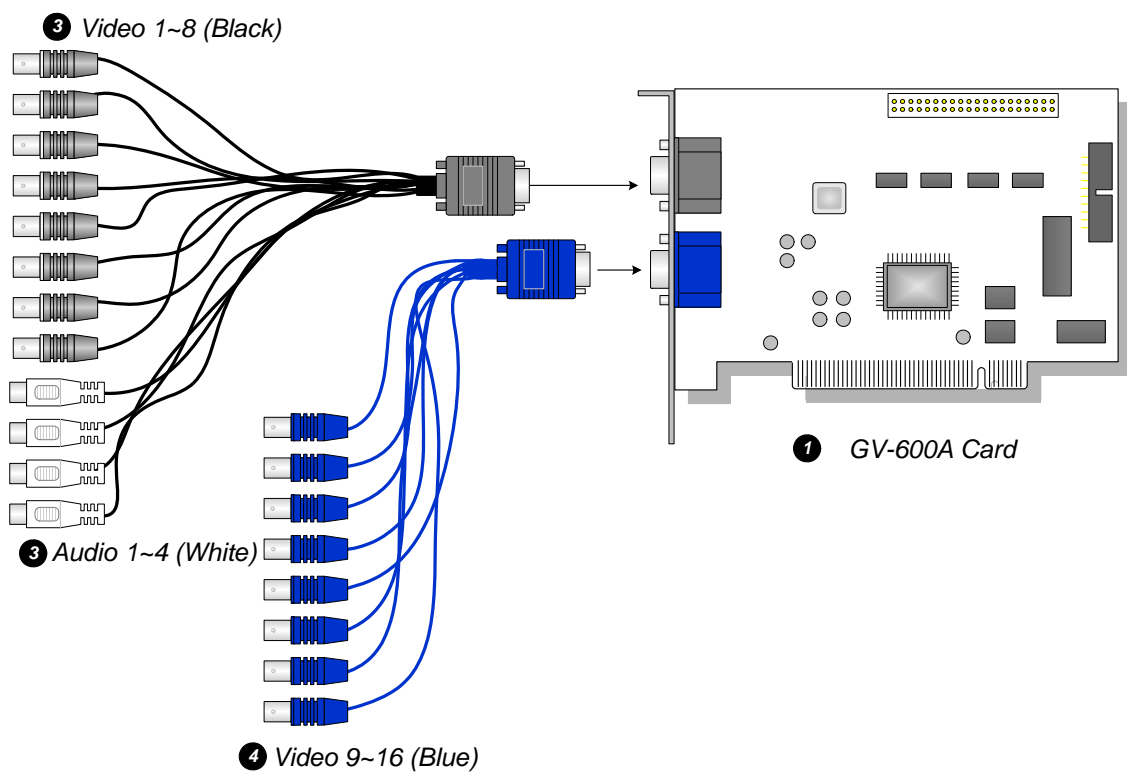 3 Video 1~8 (Black)
1 GV-600A Card
3 Audio 1~4 (White)
4 Video 9~16 (Blue)